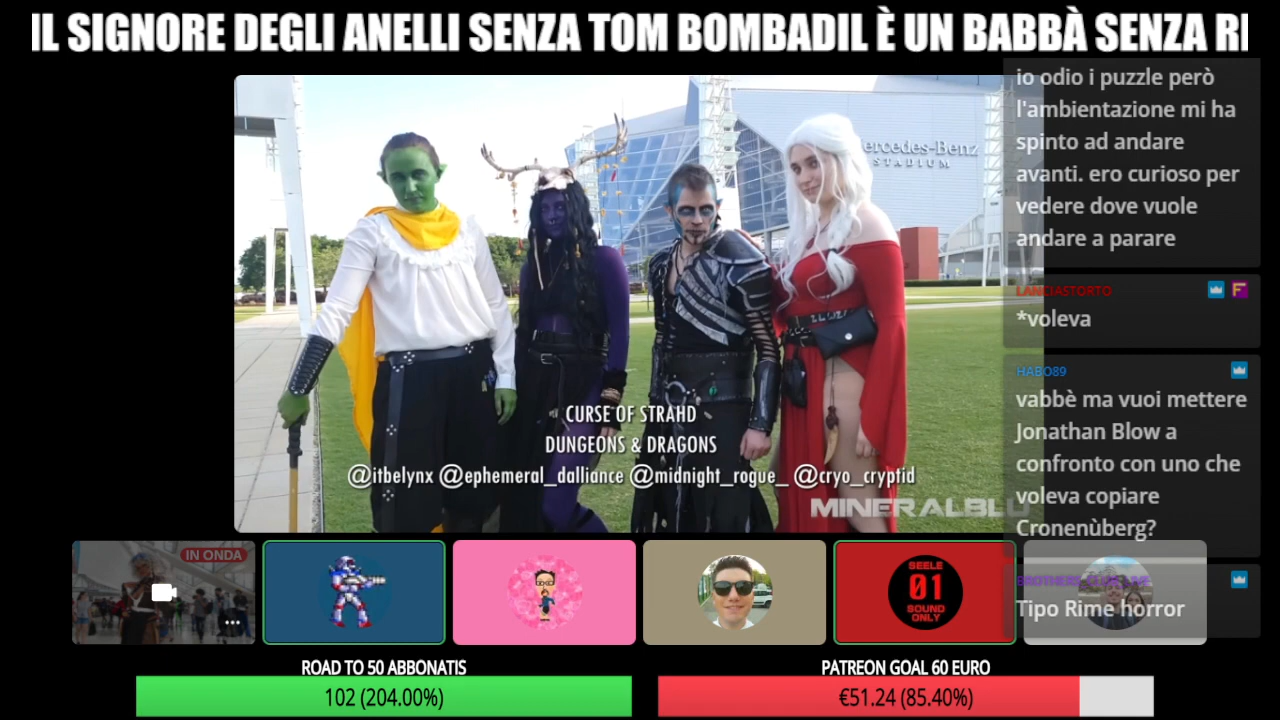 IL SIGNORE DEGLI ANELLI SENZA TOM BOMBADIL È UN BABBÀ SENZA RI
io odio i puzzle però
l'ambientazione mi ha
spinto ad andare
avanti. ero curioso per
vedere dove vuole
andare a parare
LANCIASTORTO
*voleva
HABO89
vabbè ma vuoi mettere
Jonathan Blow a
confronto con uno che
voleva copiare
Cronenùberg?
Tipo Rime horror
ercedes-Benz
STADIUM
CURSE OF STRAHD
DUNGEONS & DRAGONS
@itbelynx @ephemeral_dalliance @midnight_rogue_ @cryo_cryptid
MINERALBLU
IN ONDA
SEELE
01
SOUND
ONLY
ROAD TO 50 ABBONATIS
102 (204.00%)
PATREON GOAL 60 EURO
€51.24 (85.40%)